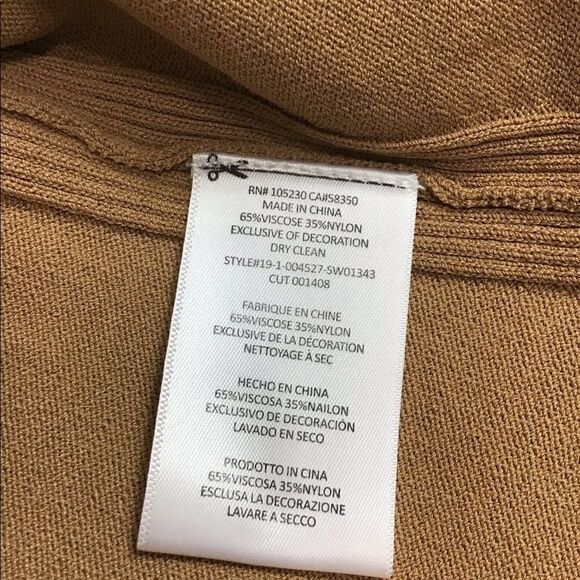 RN# 105230 CA#58350
MADE IN CHINA
65%VISCOSE 35%NYLON
EXCLUSIVE OF DECORATION
DRY CLEAN
STYLE#19-1-004527-SW01343
CUT 001408
FABRIQUE EN CHINE
65%VISCOSE 35%NYLON
EXCLUSIVE DE LA DÉCORATION
NETTOYAGE À SEC
HECHO EN CHINA
65%VISCOSA 35%NAILON
EXCLUSIVO DE DECORACIÓN
LAVADO EN SECO
PRODOTTO IN CINA
65%VISCOSA 35%NYLON
ESCLUSA LA DECORAZIONE
LAVARE A SECCO